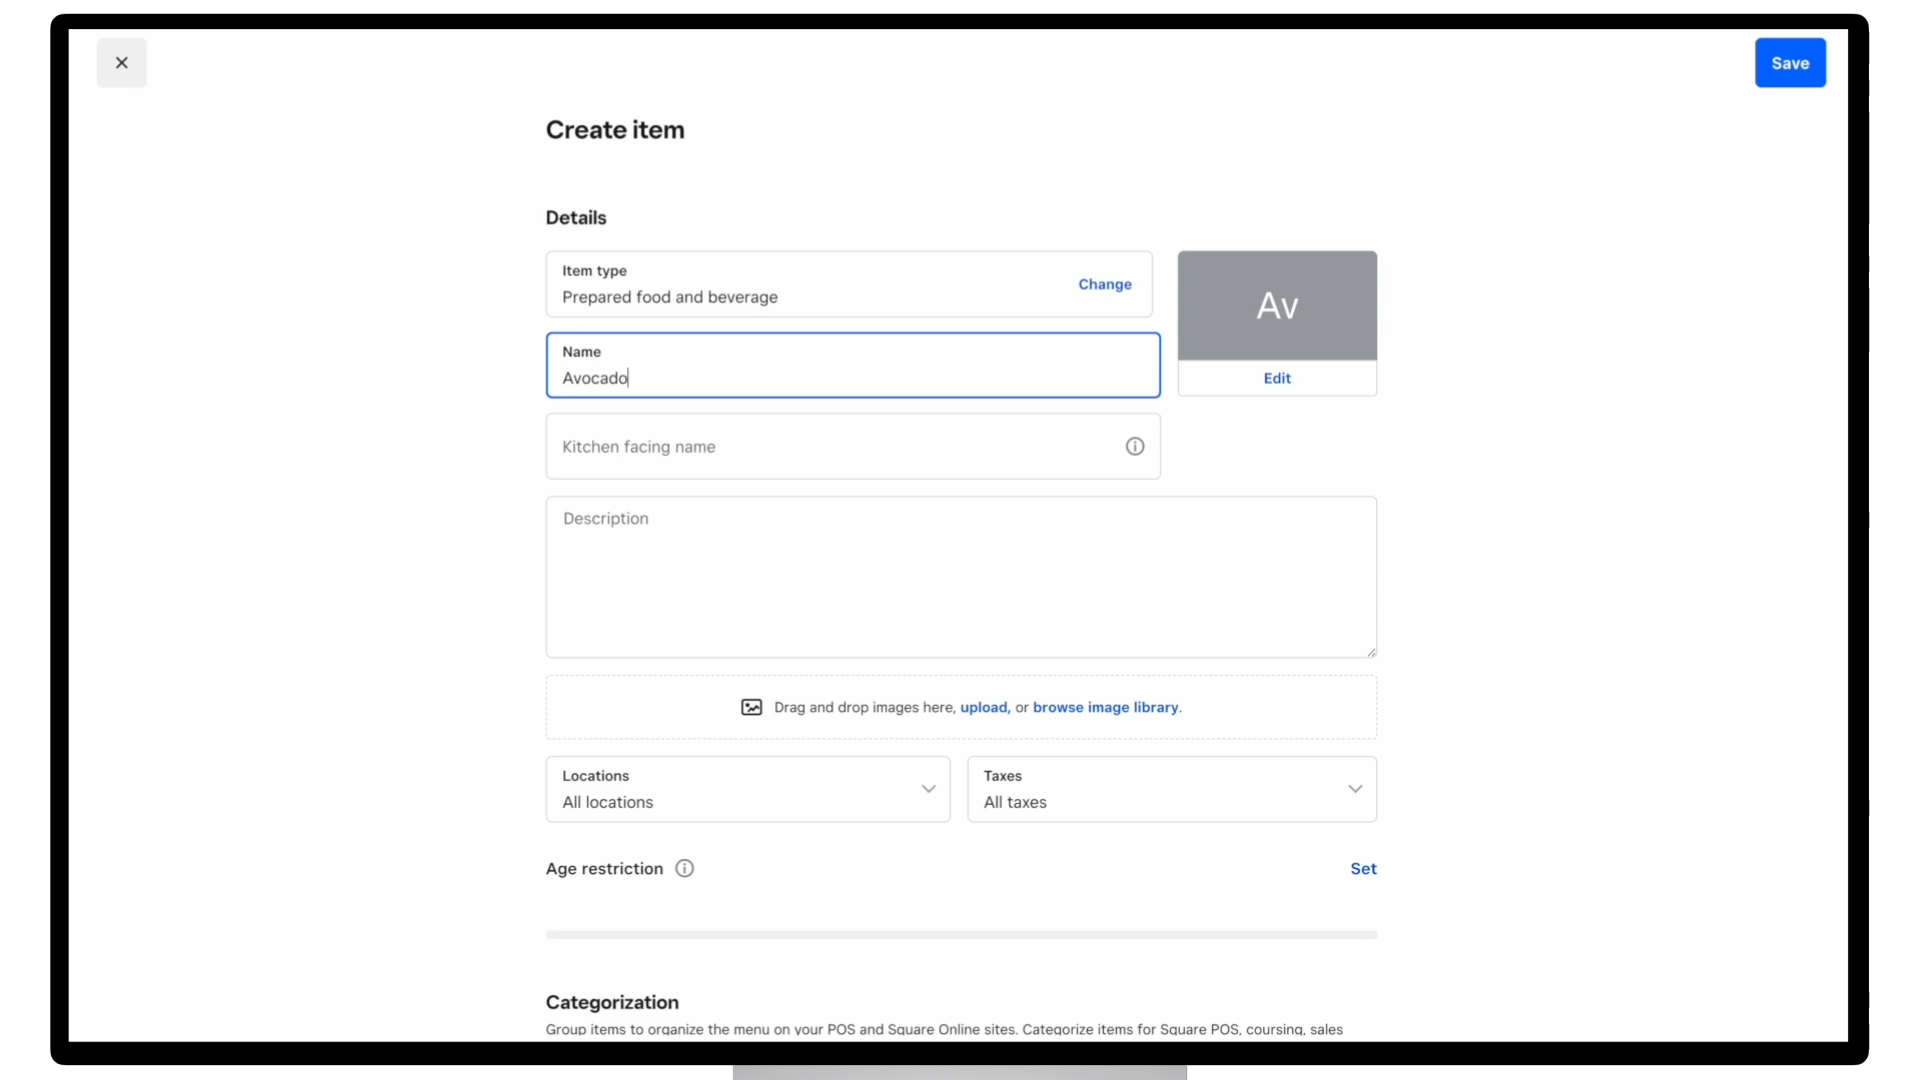 Save
Create item
Details
Item type
Prepared food and beverage
Change
Av
Edit
Name
Avocado
Kitchen facing name
Description
Drag and drop images here, upload, or browse image library.
Locations
All locations
Taxes
All taxes
Age restriction
Set
Categorization
Group items to organize the menu on your POS and Square Online sites. Categorize items for Square POS, coursing, sales